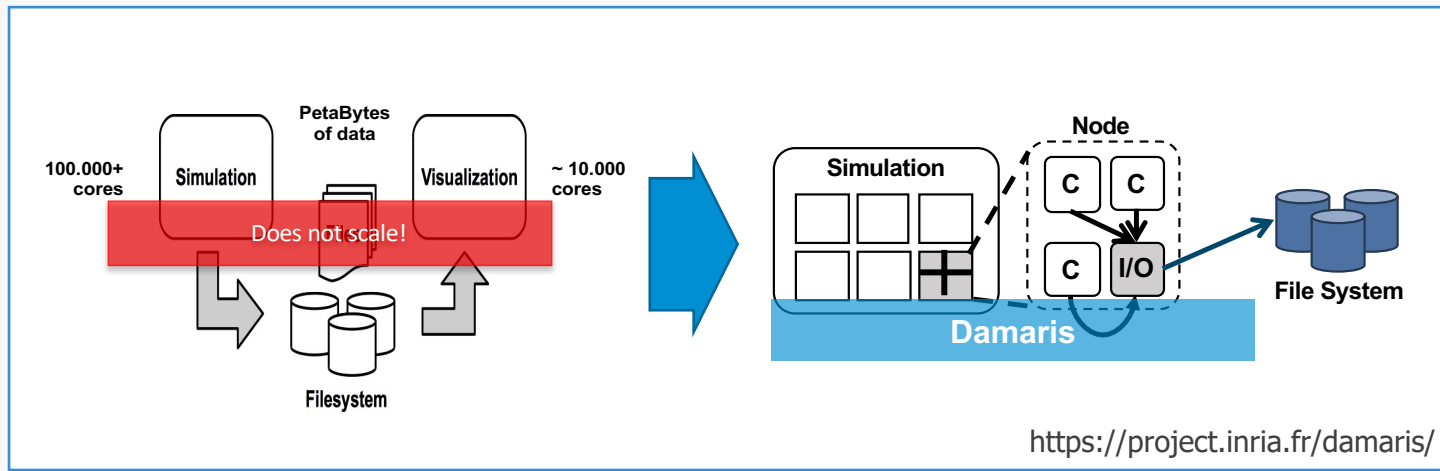 PetaBytes
of data
100.000+
cores
Simulation
Visualization
~ 10.000
cores
Does not scale!
Filesystem
Simulation
Node
C
C
C
I/O
File System
Damaris
https://project.inria.fr/damaris/